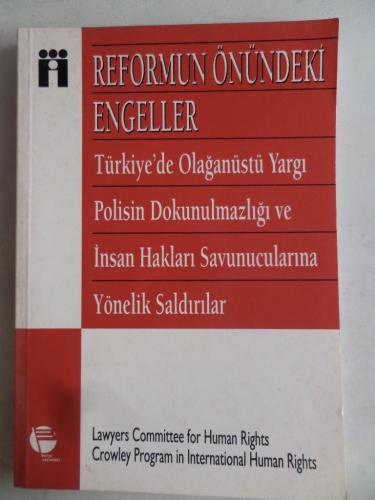 REFORMUN ÖNÜNDEKİ
ENGELLER
Türkiye'de Olağanüstü Yargı
Polisin Dokunulmazlığı ve
İnsan Hakları Savunucularına
Yönelik Saldırılar
Lawyers Committee for Human Rights
Crowley Program in International Human Rights